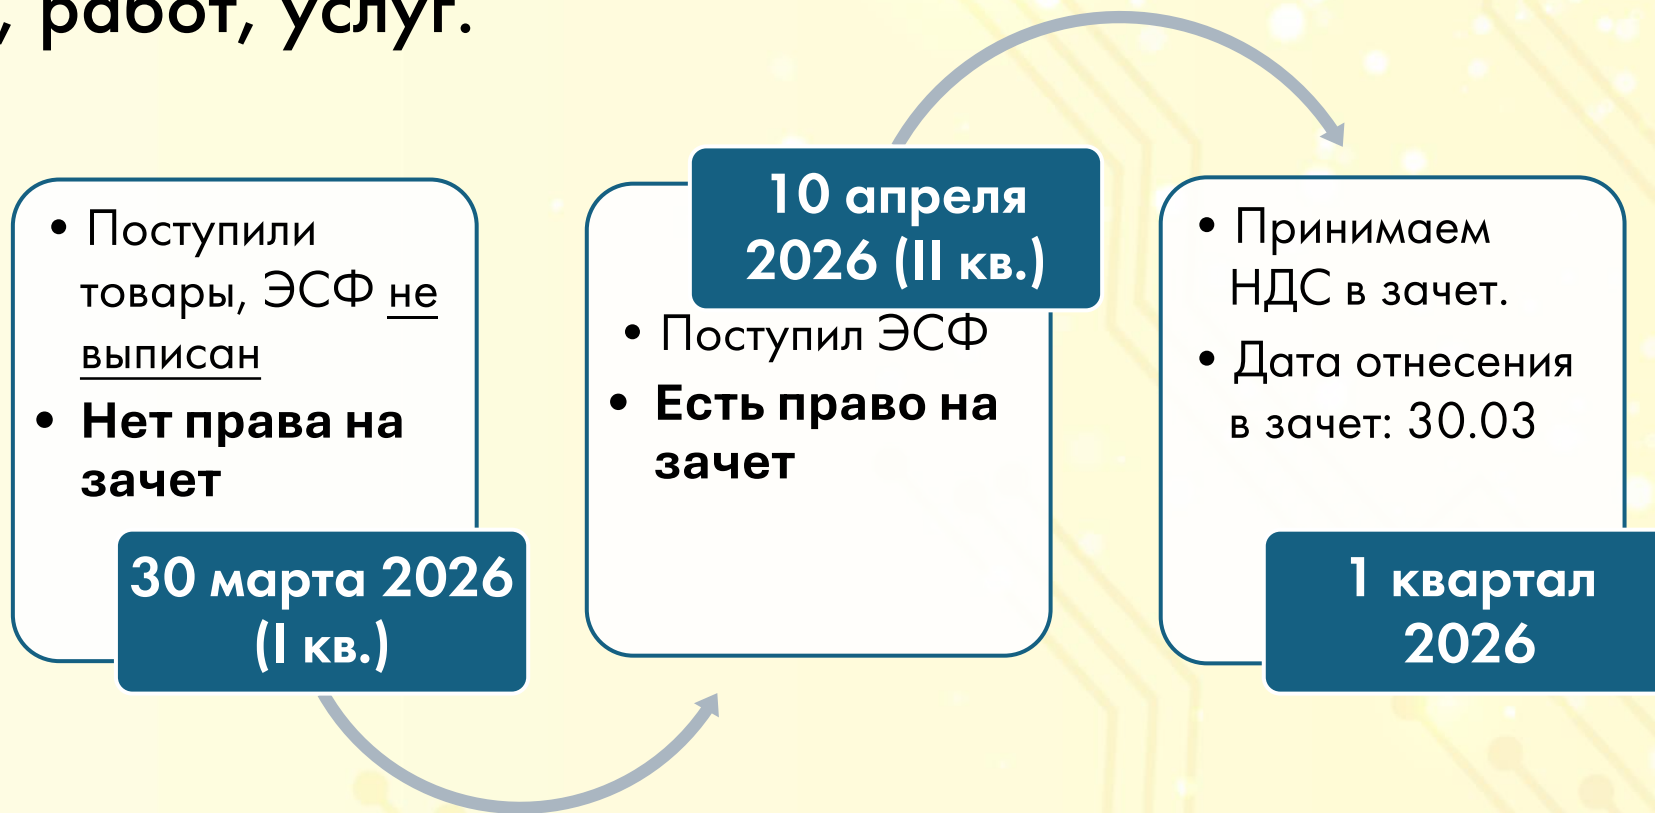 , работ, услуг.
• Поступили
товары, ЭСФ не
выписан
• Нет права на
зачет
30 марта 2026
(I кв.)
10 апреля
2026 (II кв.)
• Поступил ЭСФ
• Есть право на
зачет
• Принимаем
НДС в зачет.
• Дата отнесения
в зачет: 30.03
1 квартал
2026